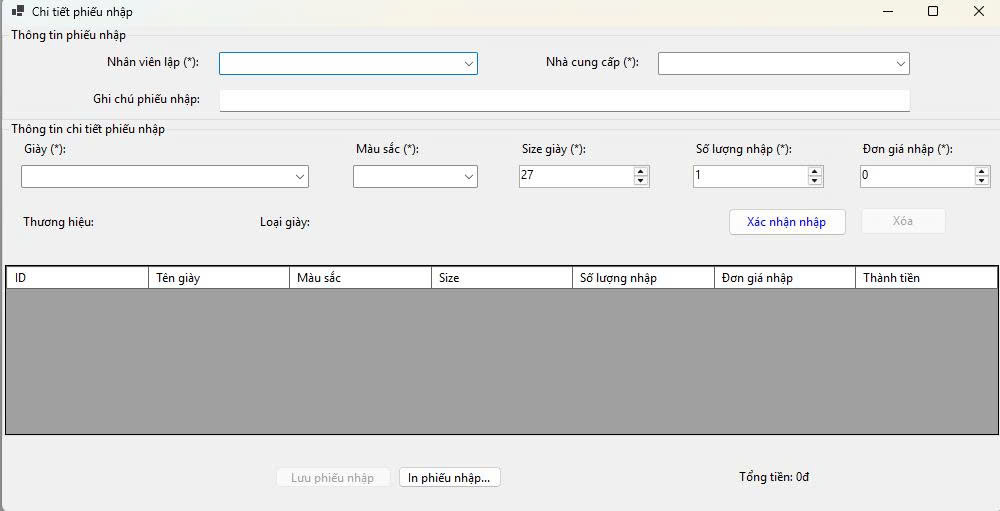 Chi tiết phiếu nhập
Thông tin phiếu nhập
Nhân viên lập (*): Nhà cung cấp (*):
Ghi chú phiếu nhập:
Thông tin chi tiết phiếu nhập
Giày (*): Màu sắc (*): Size giày (*): Số lượng nhập (*): Đơn giá nhập (*):
27 1 0
Thương hiệu: Loại giày: Xác nhận nhập Xóa
ID Tên giày Màu sắc Size Số lượng nhập Đơn giá nhập Thành tiền
Lưu phiếu nhập In phiếu nhập... Tổng tiền: 0đ